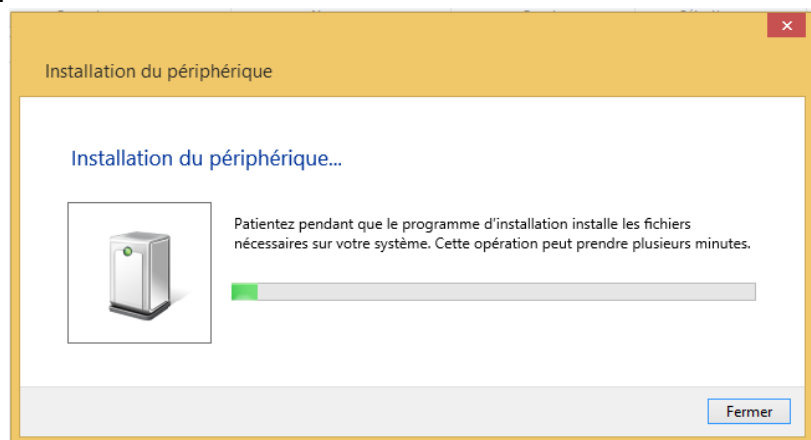 Installation du périphérique
Installation du périphérique...
Patientez pendant que le programme d'installation installe les fichiers
nécessaires sur votre système. Cette opération peut prendre plusieurs minutes.
Fermer